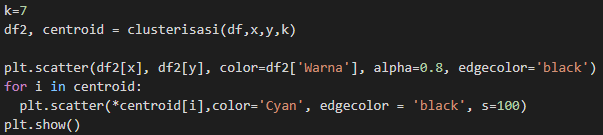 k=7
df2, centroid = clusterisasi(df,x,y,k)
plt.scatter(df2[x], df2[y], color=df2['Warna'], alpha=0.8, edgecolor='black')
for i in centroid:
  plt.scatter(*centroid[i],color='Cyan', edgecolor = 'black', s=100)
plt.show()